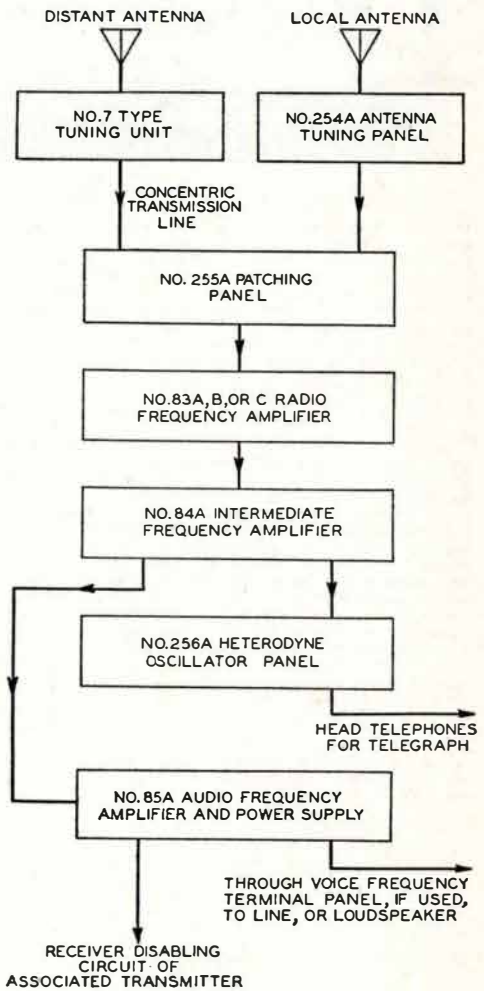 DISTANT ANTENNA
LOCAL ANTENNA
NO.7 TYPE
TUNING UNIT
NO.254A ANTENNA
TUNING PANEL
CONCENTRIC
TRANSMISSION
LINE
NO. 255A PATCHING
PANEL
NO.83A, B, OR C RADIO
FREQUENCY AMPLIFIER
NO. 84A INTERMEDIATE
FREQUENCY AMPLIFIER
NO.256A HETERODYNE
OSCILLATOR PANEL
HEAD TELEPHONES
FOR TELEGRAPH
NO. 85A AUDIO FREQUENCY
AMPLIFIER AND POWER SUPPLY
THROUGH VOICE FREQUENCY
TERMINAL PANEL, IF USED,
TO LINE, OR LOUDSPEAKER
RECEIVER DISABLING
CIRCUIT OF
ASSOCIATED TRANSMITTER